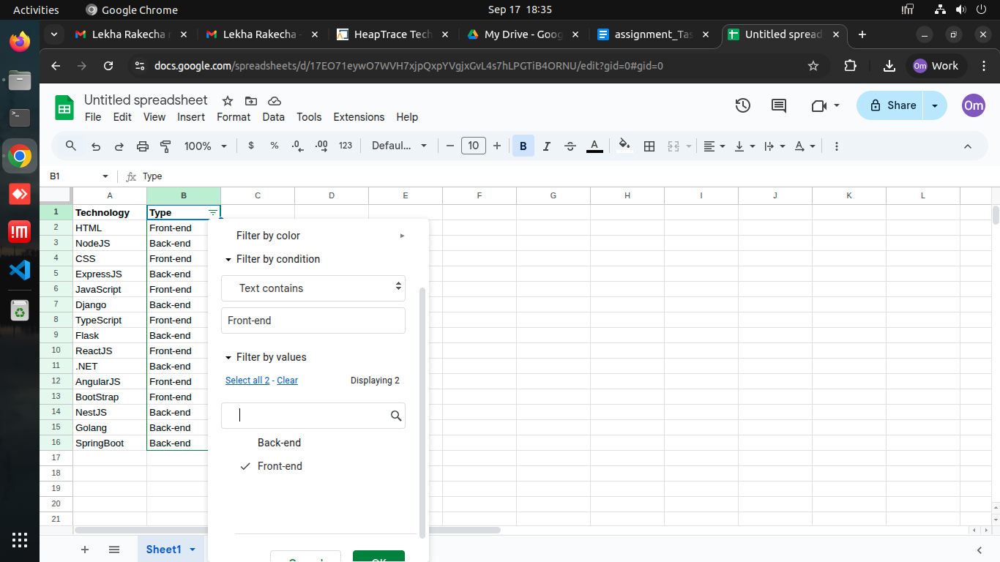 Activities Google Chrome Sep 17 18:35
Lekha Rakecha Lekha Rakecha - HeapTrace Tech My Drive - Goog assignment_Tas Untitled spread
docs.google.com/spreadsheets/d/17EO71eywO7WVH7xjpQxpYVgjxGvL4s7hLPGTiB4ORNU/edit?gid=0#gid=0 Om Work
Untitled spreadsheet
File Edit View Insert Format Data Tools Extensions Help Share Om
100% $ % .0 .00 123 Defaul... 10 B I S A
B1 fx Type
A B C D E F G H I J K L
1 Technology Type
2 HTML Front-end
3 NodeJS Back-end
4 CSS Front-end
5 ExpressJS Back-end
6 JavaScript Front-end
7 Django Back-end
8 TypeScript Front-end
9 Flask Back-end
10 ReactJS Front-end
11 .NET Back-end
12 AngularJS Front-end
13 BootStrap Front-end
14 NestJS Back-end
15 Golang Back-end
16 SpringBoot Back-end
17
18
19
20
21
Filter by color
Filter by condition
Text contains
Front-end
Filter by values
Select all 2 - Clear Displaying 2
Back-end
Front-end
Cancel OK
Sheet1